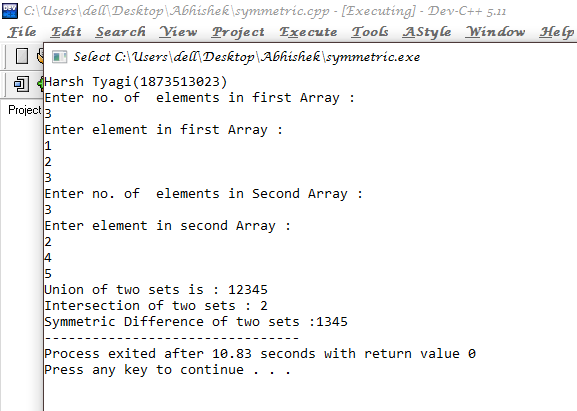 C:\Users\dell\Desktop\Abhishek\symmetric.cpp - [Executing] - Dev-C++ 5.11
File Edit Search View Project Execute Tools AStyle Window Help
Select C:\Users\dell\Desktop\Abhishek\symmetric.exe
Project
Harsh Tyagi(1873513023)
Enter no. of  elements in first Array :
3
Enter element in first Array :
1
2
3
Enter no. of  elements in Second Array :
3
Enter element in second Array :
2
4
5
Union of two sets is : 12345
Intersection of two sets : 2
Symmetric Difference of two sets :1345
--------------------------------
Process exited after 10.83 seconds with return value 0
Press any key to continue . . .